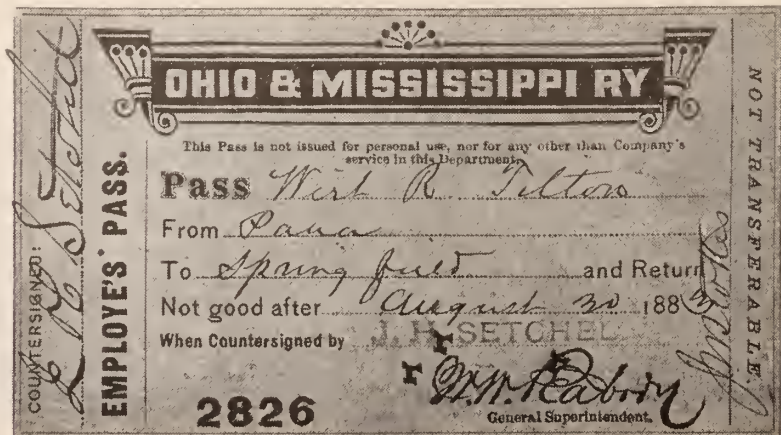 OHIO & MISSISSIPPI RY
This Pass is not issued for personal use, nor for any other than Company's
service in this Department.
Pass Wirt R. Tilton
From Pana
To Springfield and Return
Not good after August 30 188
When Countersigned by J. H. SETCHEL
W. W. Peabody
2826 General Superintendent.
COUNTERSIGNED: Setchel
EMPLOYE'S' PASS.
NOT TRANSFERABLE.